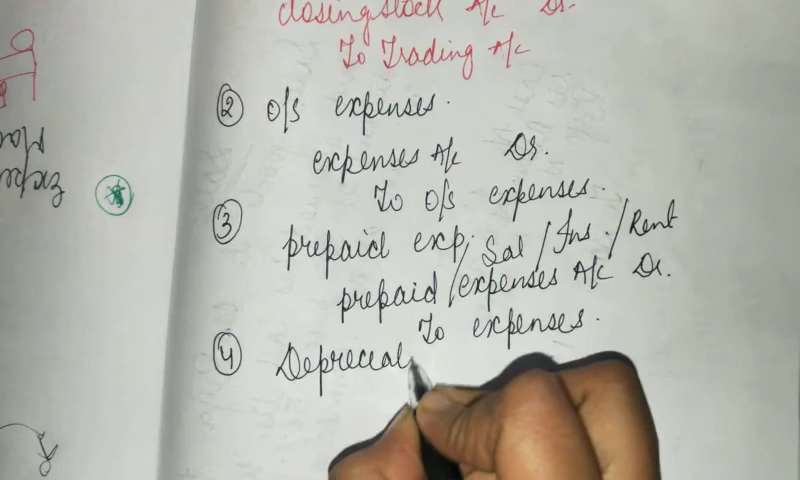 closing stock A/c Dr.
To Trading A/c
② O/s expenses.
expenses A/c Dr.
To O/s expenses.
③ prepaid exp; / Sal / Ins. / Rent
prepaid / expenses A/c Dr.
To expenses.
④ Depreciat